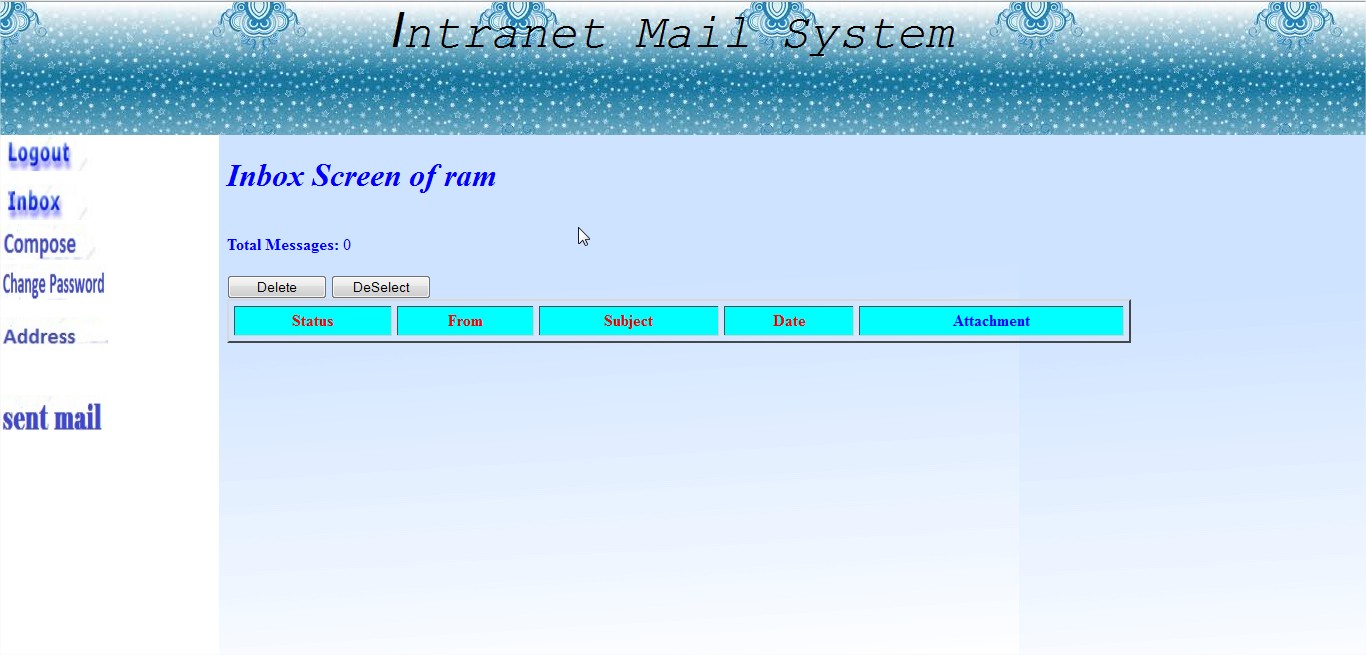 Intranet Mail System
Logout
Inbox
Compose
Change Password
Address
sent mail
Inbox Screen of ram
Total Messages: 0
Delete DeSelect
Status From Subject Date Attachment